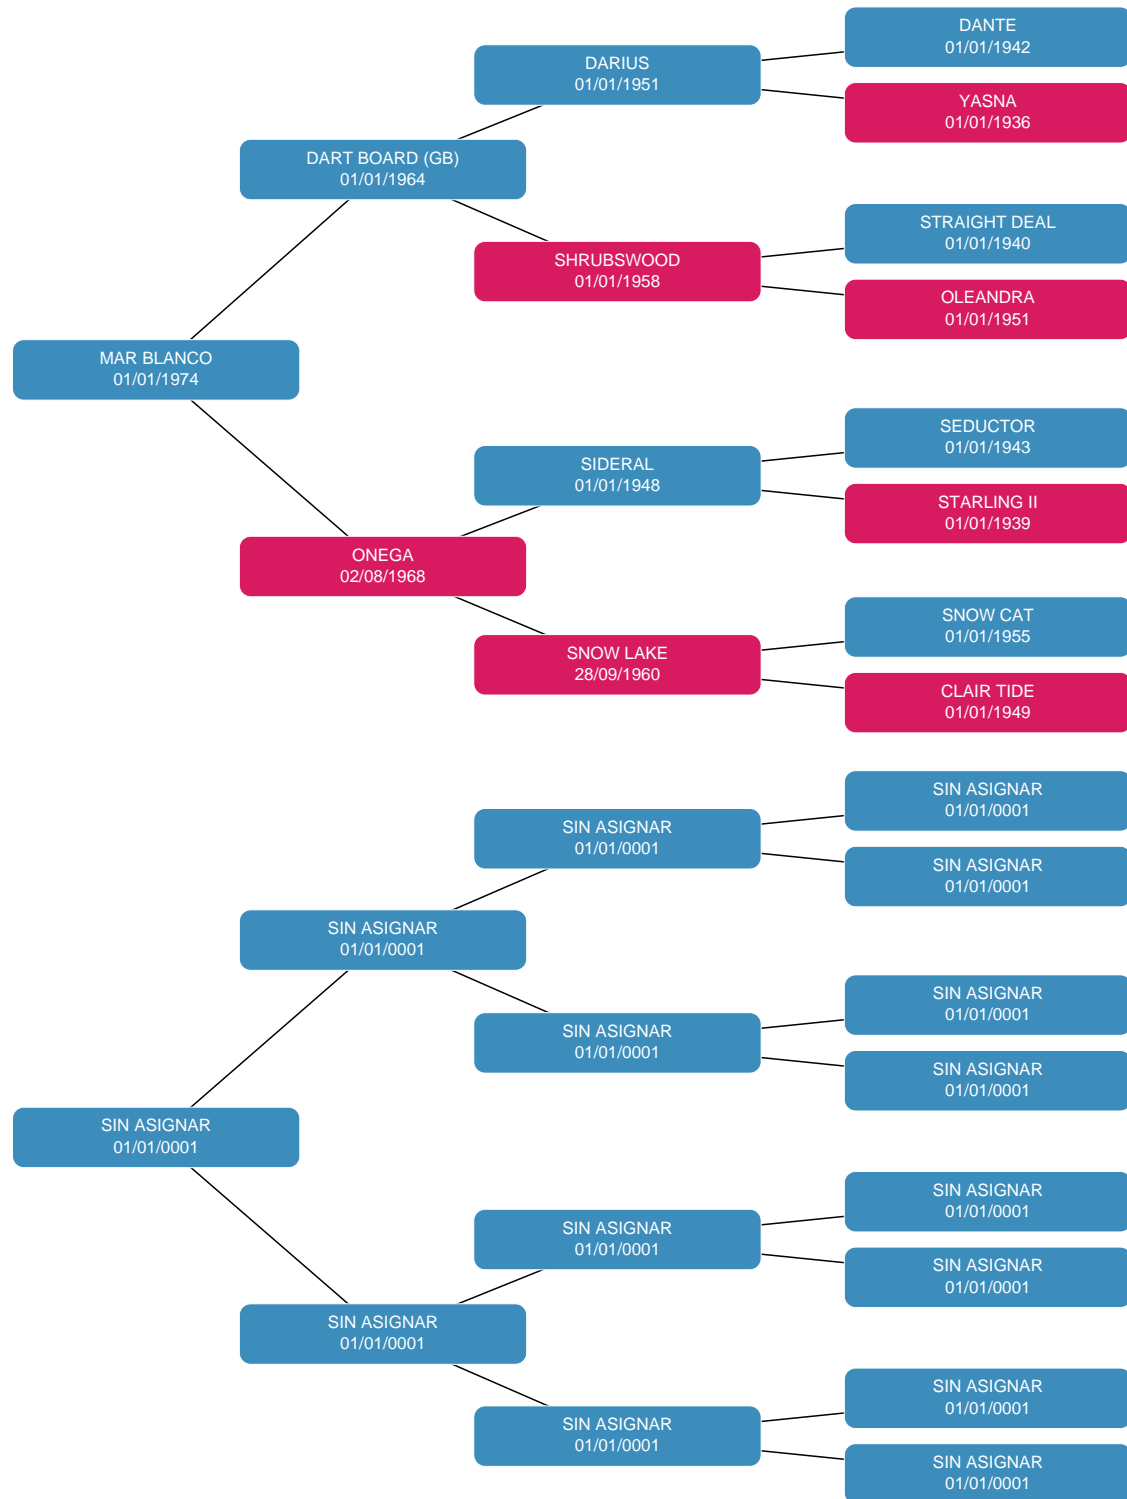 DANTE
01/01/1942
DARIUS
01/01/1951
YASNA
01/01/1936
DART BOARD (GB)
01/01/1964
STRAIGHT DEAL
01/01/1940
SHRUBSWOOD
01/01/1958
OLEANDRA
01/01/1951
MAR BLANCO
01/01/1974
SEDUCTOR
01/01/1943
SIDERAL
01/01/1948
STARLING II
01/01/1939
ONEGA
02/08/1968
SNOW CAT
01/01/1955
SNOW LAKE
28/09/1960
CLAIR TIDE
01/01/1949
SIN ASIGNAR
01/01/0001
SIN ASIGNAR
01/01/0001
SIN ASIGNAR
01/01/0001
SIN ASIGNAR
01/01/0001
SIN ASIGNAR
01/01/0001
SIN ASIGNAR
01/01/0001
SIN ASIGNAR
01/01/0001
SIN ASIGNAR
01/01/0001
SIN ASIGNAR
01/01/0001
SIN ASIGNAR
01/01/0001
SIN ASIGNAR
01/01/0001
SIN ASIGNAR
01/01/0001
SIN ASIGNAR
01/01/0001
SIN ASIGNAR
01/01/0001
SIN ASIGNAR
01/01/0001